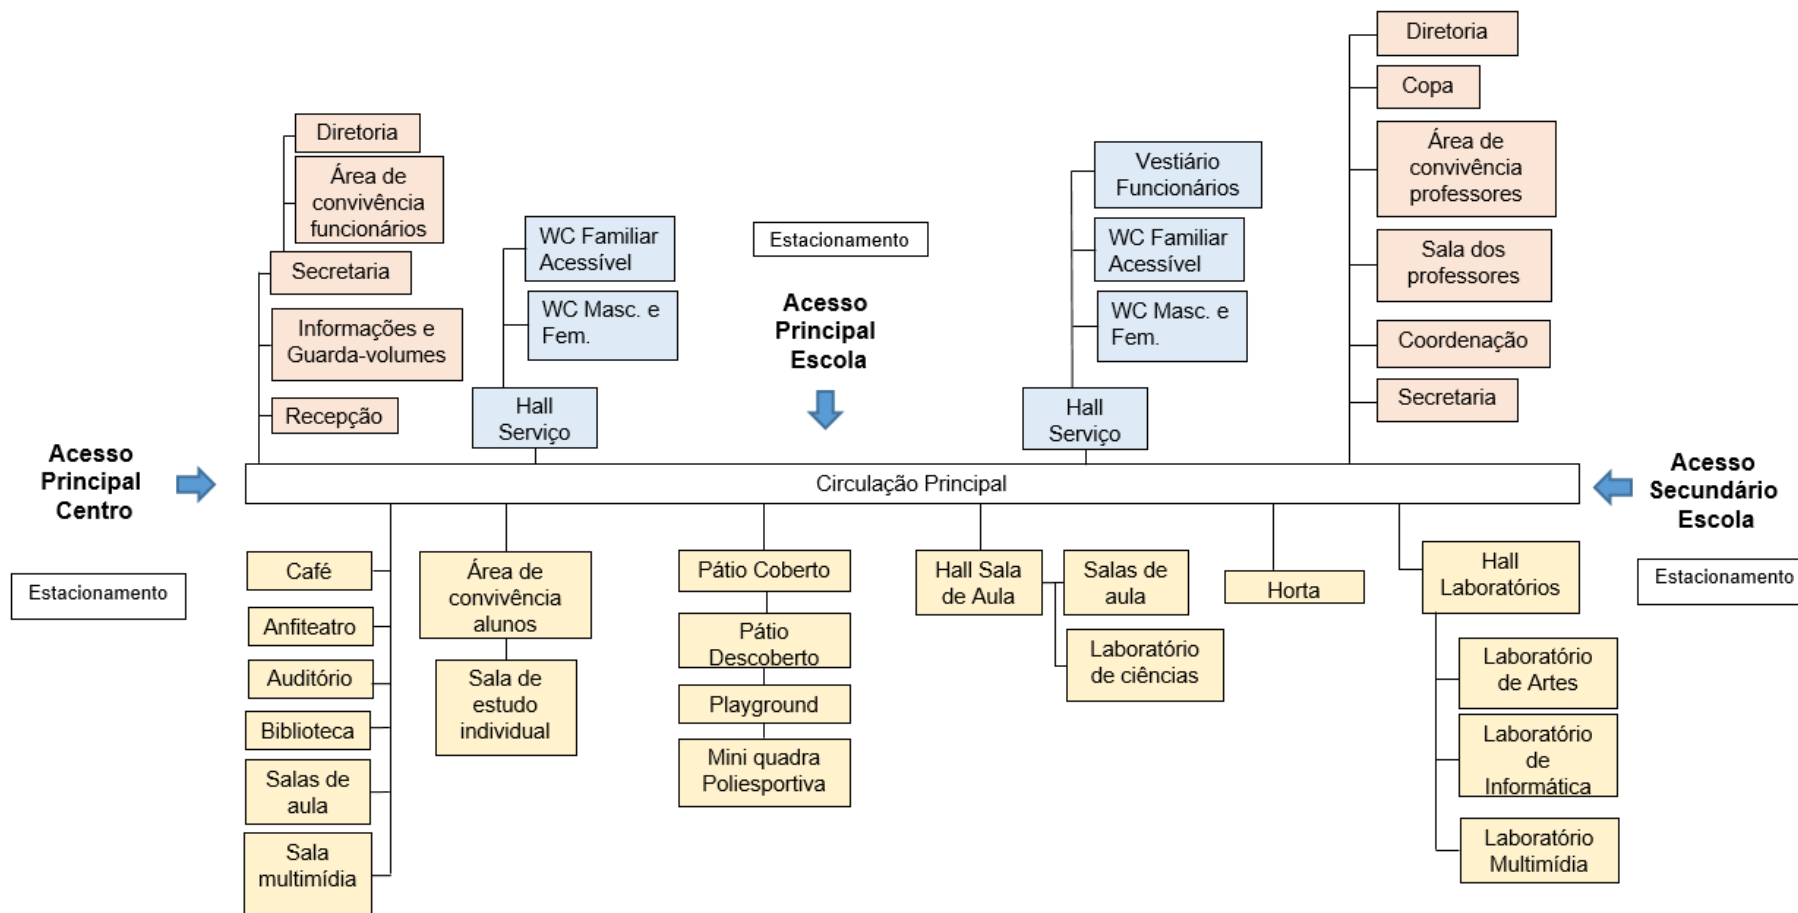 Diretoria
Área de
convivência
funcionários
Secretaria
Informações e
Guarda-volumes
Recepção
WC Familiar
Acessível
WC Masc. e
Fem.
Hall
Serviço
Estacionamento
Acesso
Principal
Escola
Vestiário
Funcionários
WC Familiar
Acessível
WC Masc. e
Fem.
Hall
Serviço
Diretoria
Copa
Área de
convivência
professores
Sala dos
professores
Coordenação
Secretaria
Acesso
Principal
Centro
Estacionamento
Circulação Principal
Acesso
Secundário
Escola
Estacionamento
Café
Anfiteatro
Auditório
Biblioteca
Salas de
aula
Sala
multimídia
Área de
convivência
alunos
Sala de
estudo
individual
Pátio Coberto
Pátio
Descoberto
Playground
Mini quadra
Poliesportiva
Hall Sala
de Aula
Salas de
aula
Laboratório
de ciências
Horta
Hall
Laboratórios
Laboratório
de Artes
Laboratório
de
Informática
Laboratório
Multimídia